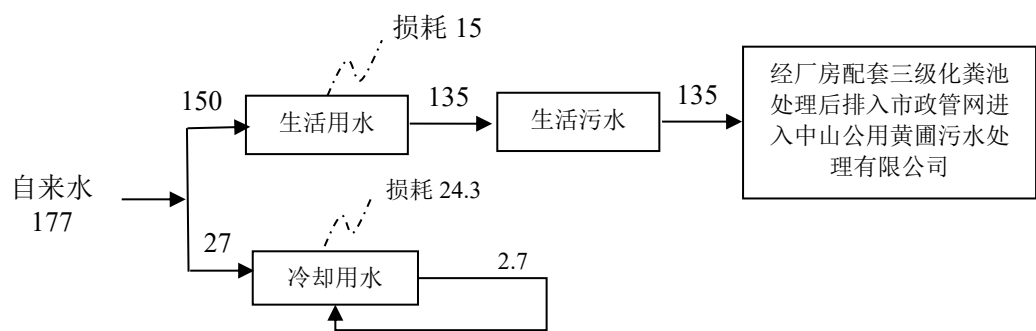 损耗 15
150
生活用水
135
生活污水
135
经厂房配套三级化粪池
处理后排入市政管网进
入中山公用黄圃污水处
理有限公司
自来水
177
损耗 24.3
27
冷却用水
2.7